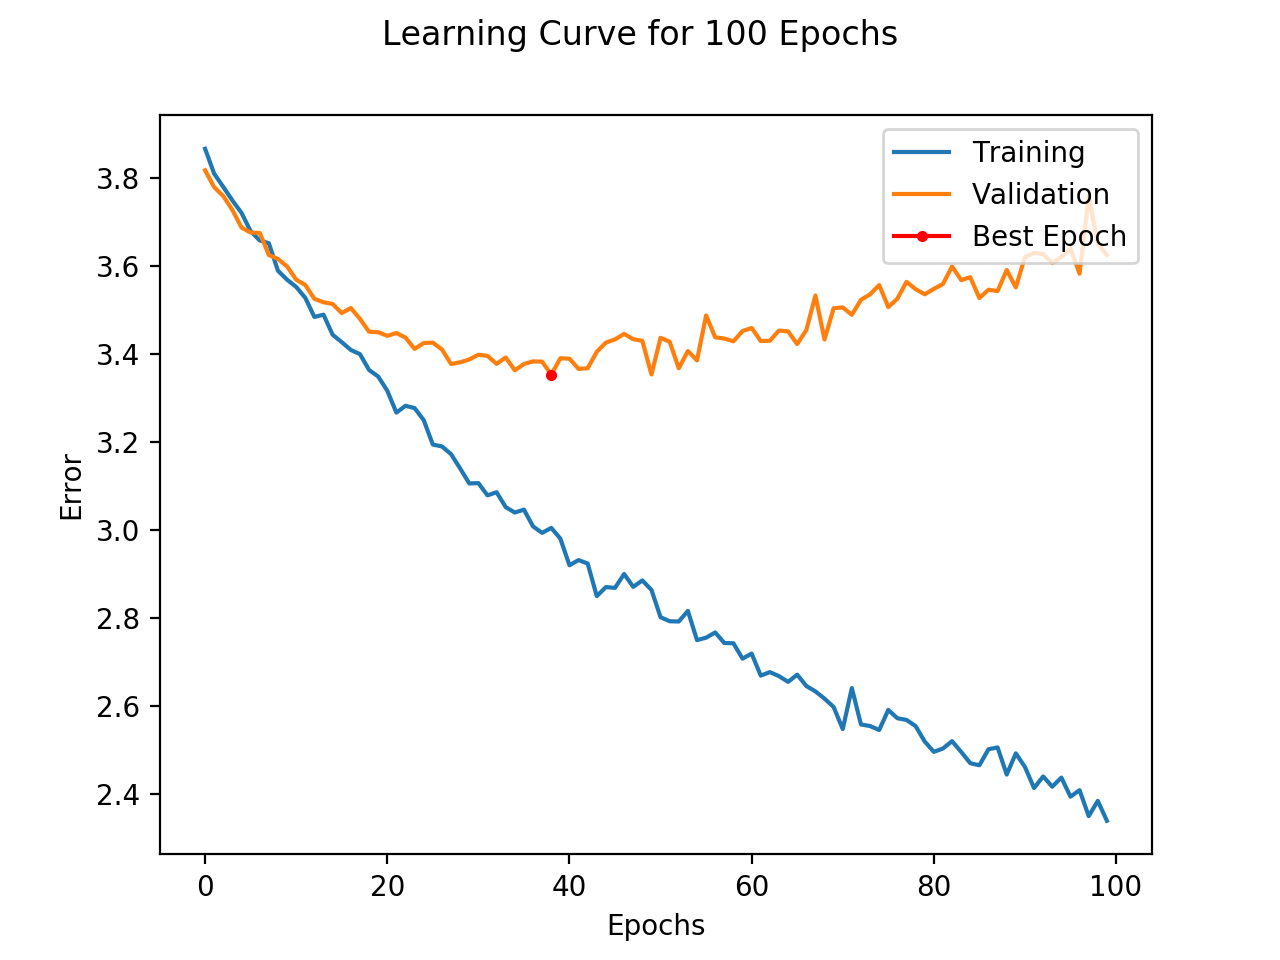 Learning Curve for 100 Epochs
Training
Validation
Best Epoch
3.8
3.6
3.4
3.2
3.0
2.8
2.6
2.4
Error
0 20 40 60 80 100
Epochs